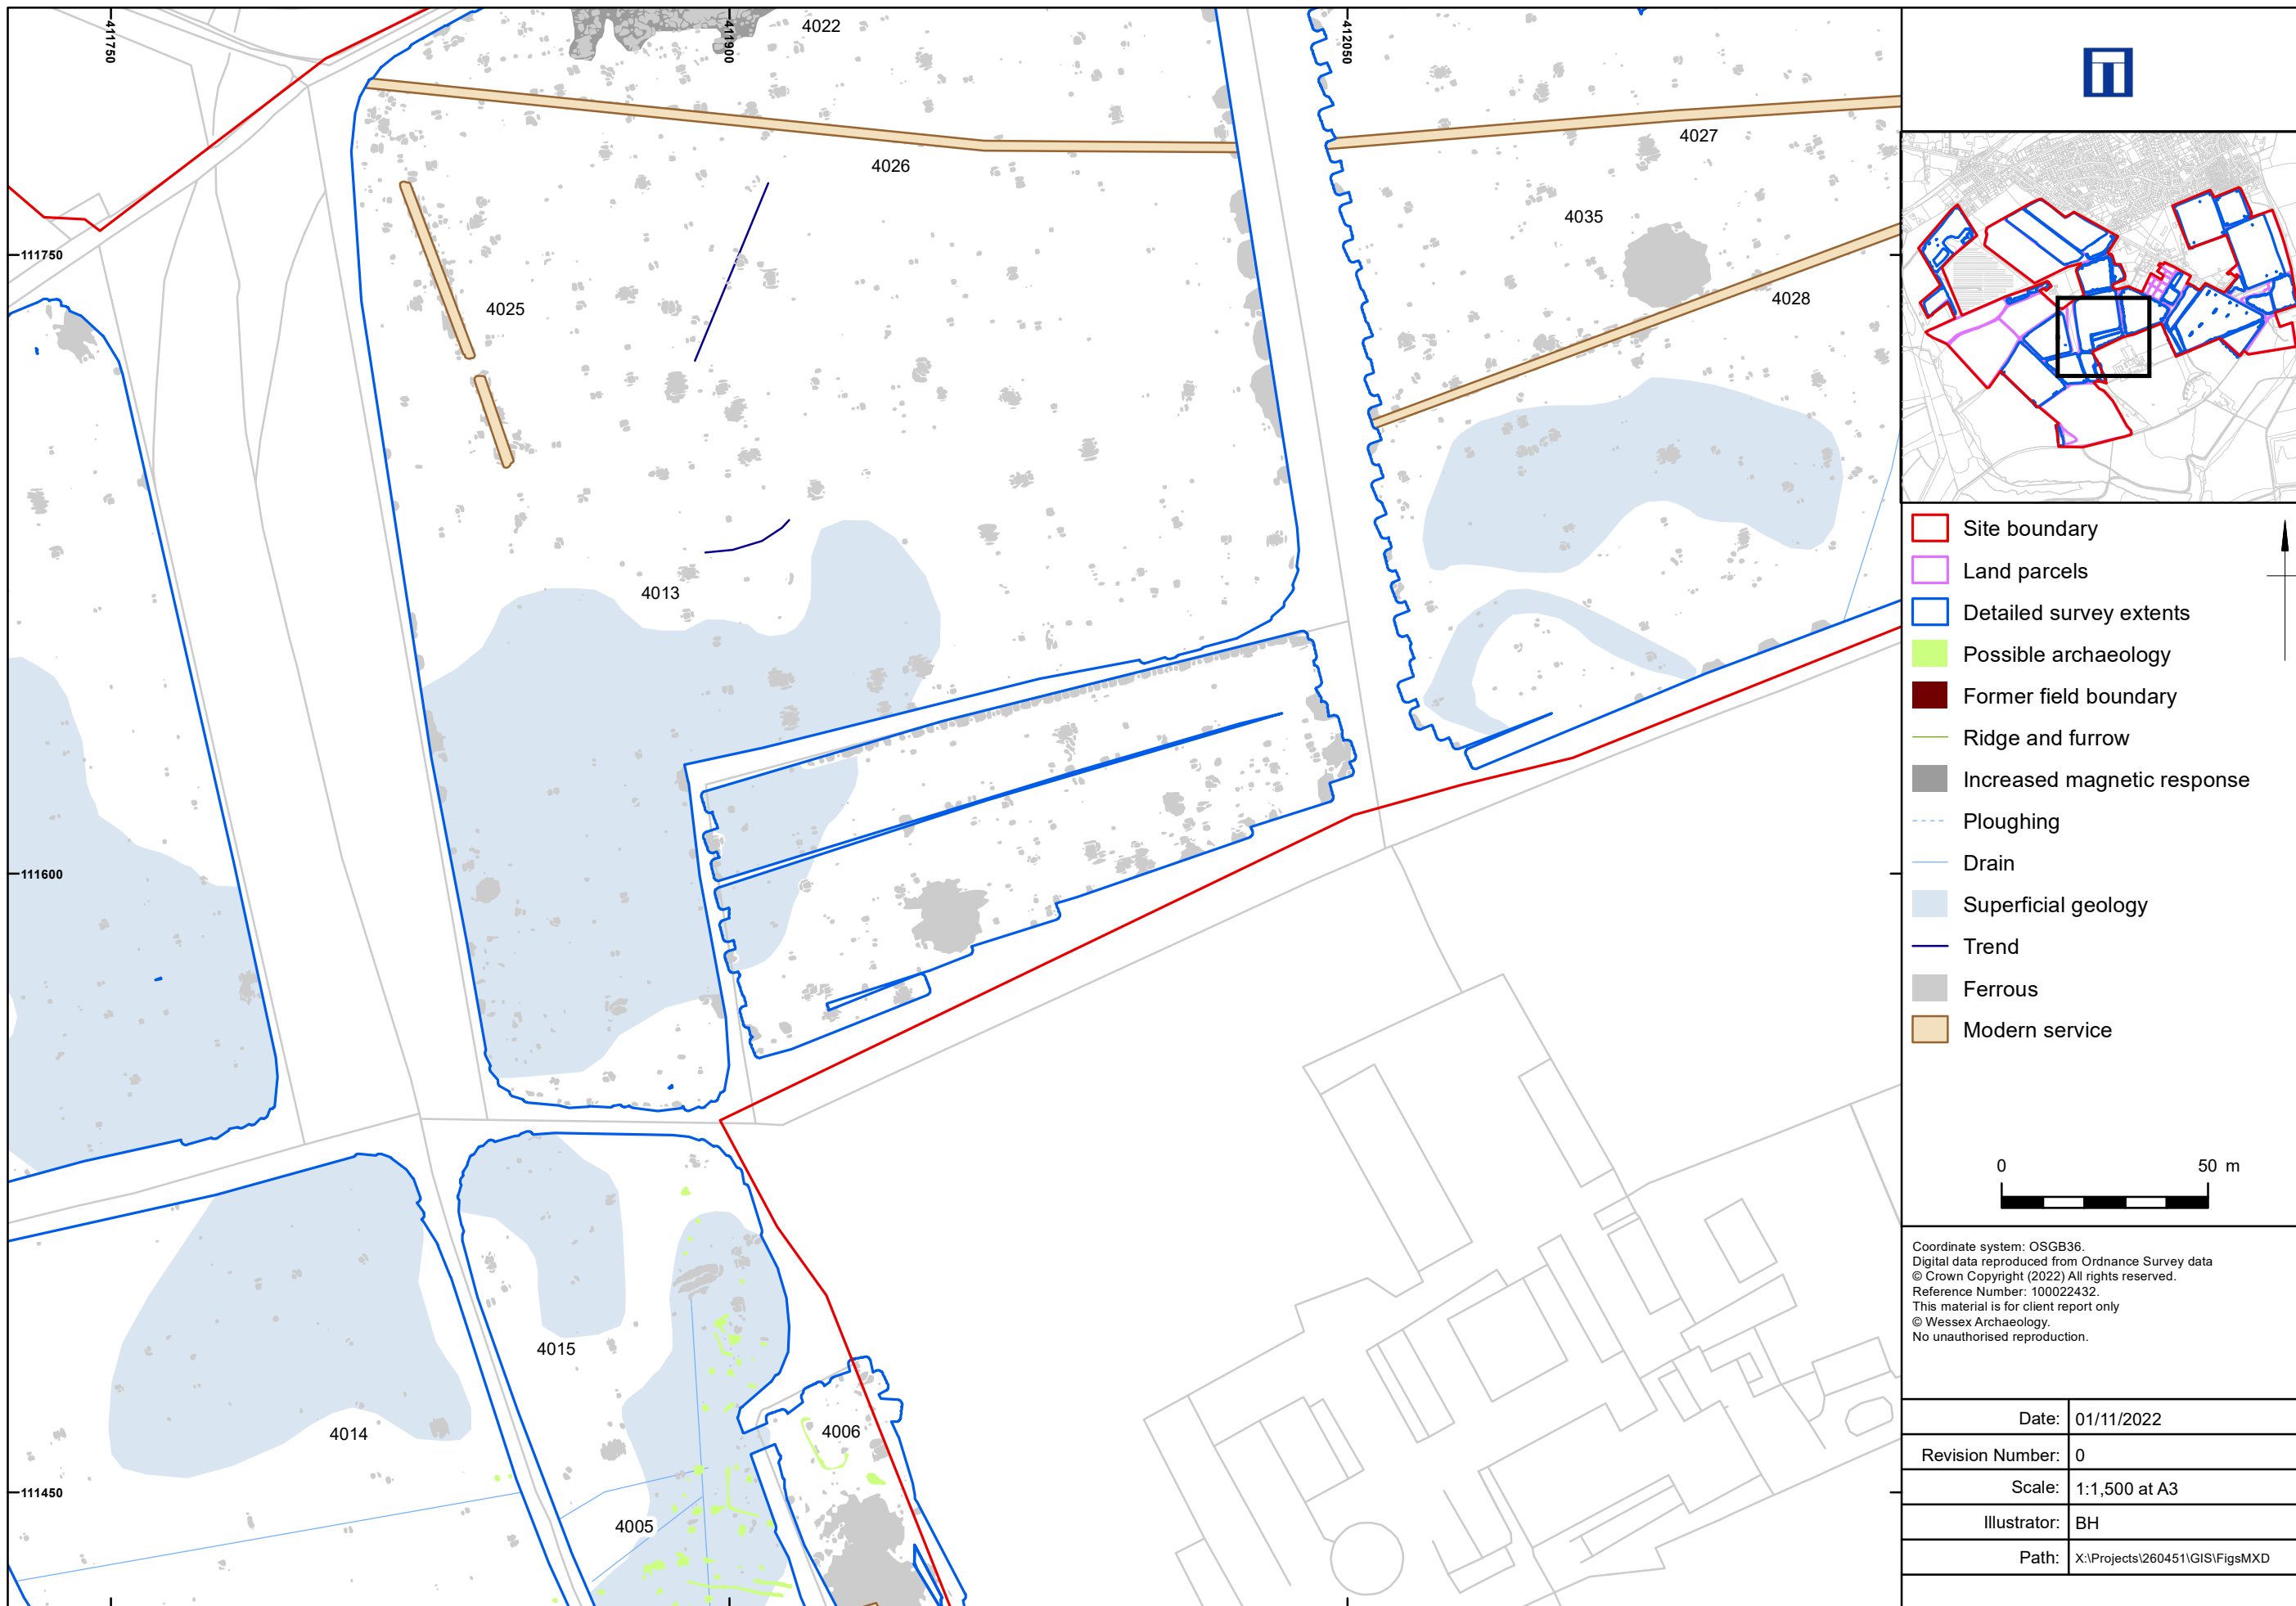 411750
411900
412050
4022
4027
4026
4035
111750
4028
4025
4013
111600
4015
4014
4006
111450
4005
Site boundary
Land parcels
Detailed survey extents
Possible archaeology
Former field boundary
Ridge and furrow
Increased magnetic response
Ploughing
Drain
Superficial geology
Trend
Ferrous
Modern service
0 50 m
Coordinate system: OSGB36.
Digital data reproduced from Ordnance Survey data
© Crown Copyright (2022) All rights reserved.
Reference Number: 100022432.
This material is for client report only
© Wessex Archaeology.
No unauthorised reproduction.
Date: 01/11/2022
Revision Number: 0
Scale: 1:1,500 at A3
Illustrator: BH
Path: X:\Projects\260451\GIS\FigsMXD